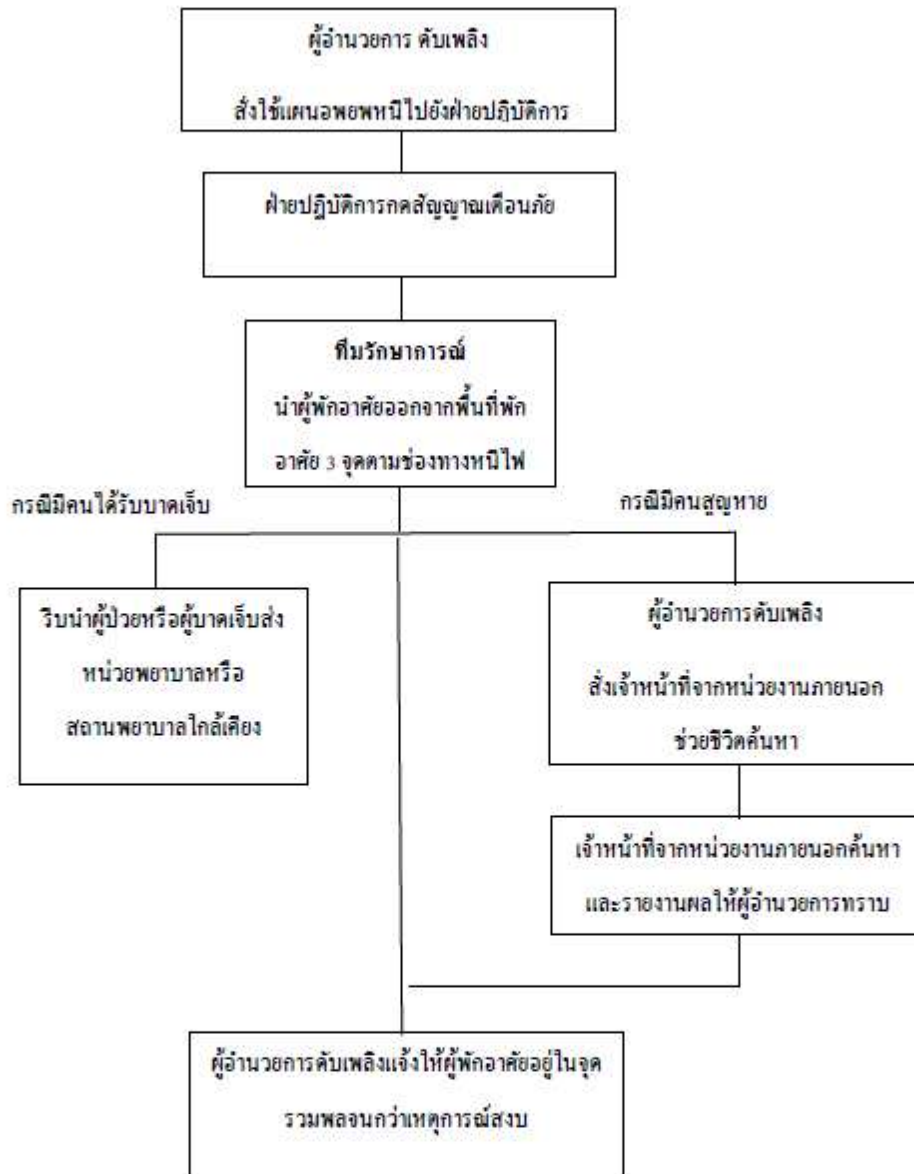 ผู้อำนวยการ ดับเพลิง
สั่งใช้แผนอพยพหนีไปยังฝ่ายปฏิบัติการ
ฝ่ายปฏิบัติการกดสัญญาณเตือนภัย
ทีมรักษาการณ์
นำผู้พักอาศัยออกจากพื้นที่พัก
อาศัย 3 จุดตามช่องทางหนีไฟ
กรณีมีคนได้รับบาดเจ็บ
กรณีมีคนสูญหาย
รีบนำผู้ป่วยหรือผู้บาดเจ็บส่ง
หน่วยพยาบาลหรือ
สถานพยาบาลใกล้เคียง
ผู้อำนวยการดับเพลิง
สั่งเจ้าหน้าที่จากหน่วยงานภายนอก
ช่วยชีวิตค้นหา
เจ้าหน้าที่จากหน่วยงานภายนอกค้นหา
และรายงานผลให้ผู้อำนวยการทราบ
ผู้อำนวยการดับเพลิงแจ้งให้ผู้พักอาศัยอยู่ในจุด
รวมพลจนกว่าเหตุการณ์สงบ